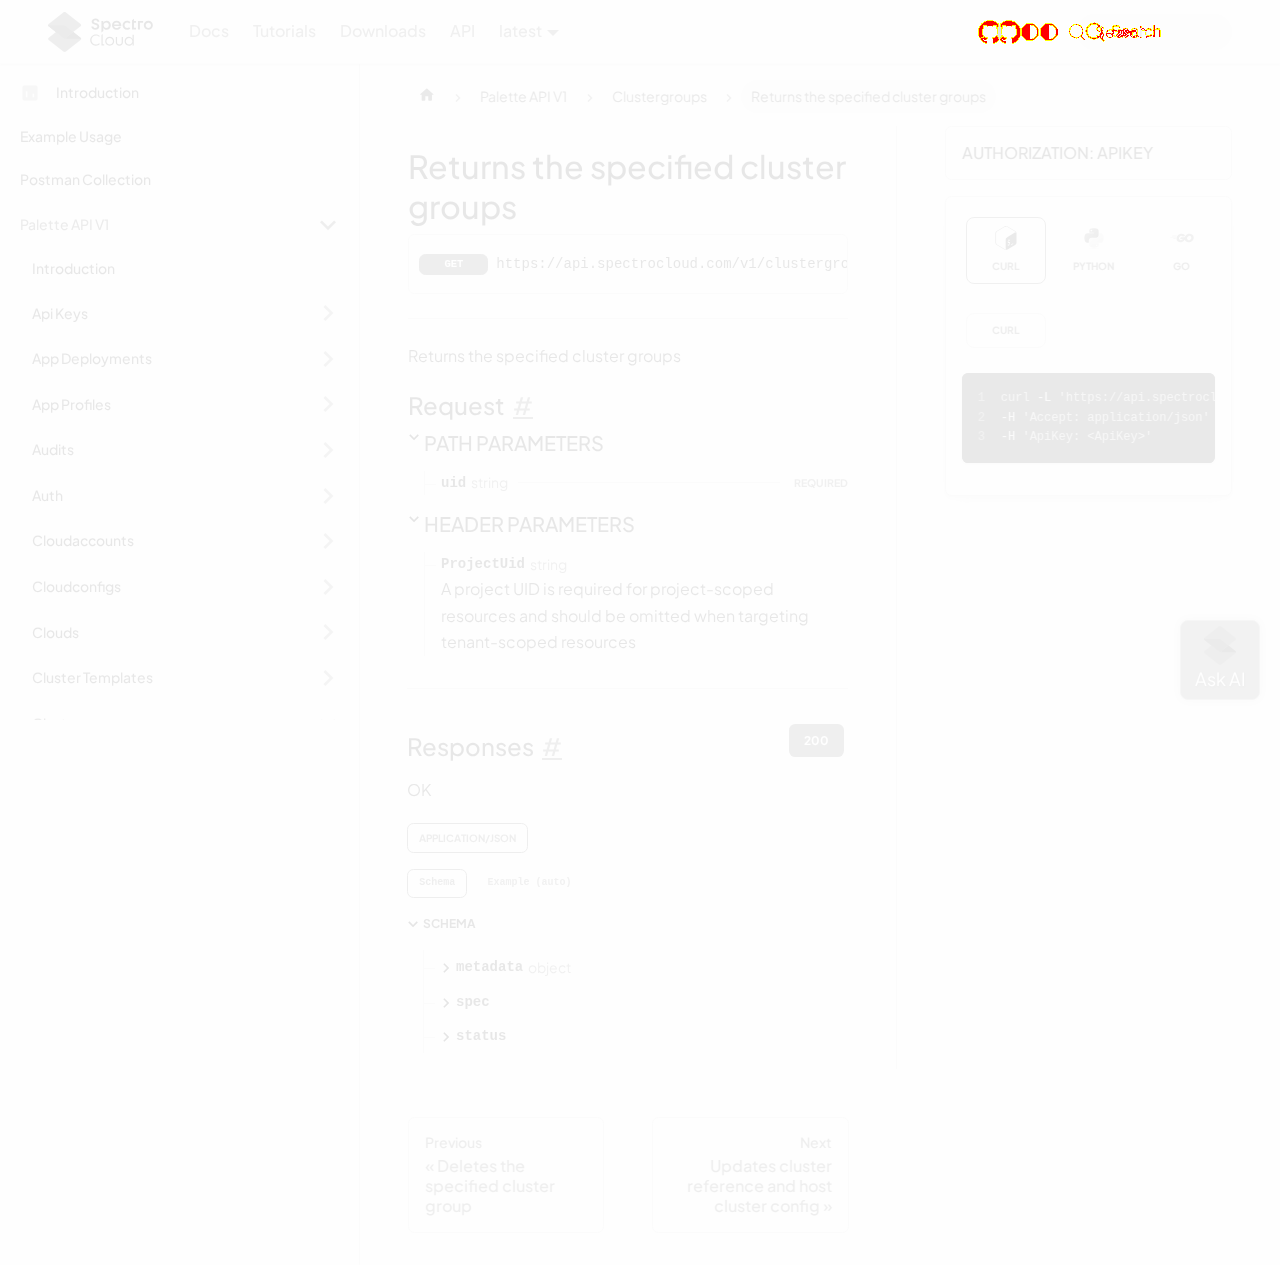 Spectro Cloud
Docs
Tutorials
Downloads
API
latest
Introduction
Example Usage
Postman Collection
Palette API V1
Introduction
Api Keys
App Deployments
App Profiles
Audits
Auth
Cloudaccounts
Cloudconfigs
Clouds
Cluster Templates
Palette API V1
Clustergroups
Returns the specified cluster groups
Returns the specified cluster
groups
GET https://api.spectrocloud.com/v1/clustergr
Returns the specified cluster groups
Request #
PATH PARAMETERS
uid string REQUIRED
HEADER PARAMETERS
ProjectUid string
A project UID is required for project-scoped
resources and should be omitted when targeting
tenant-scoped resources
Responses # 200
OK
APPLICATION/JSON
Schema Example (auto)
SCHEMA
metadata object
spec
status
Previous
« Deletes the
specified cluster
group
Next
Updates cluster
reference and host
cluster config »
AUTHORIZATION: APIKEY
CURL PYTHON GO GO
CURL
1 curl -L 'https://api.spectrocl
2 -H 'Accept: application/json'
3 -H 'ApiKey: <ApiKey>'
Ask AI